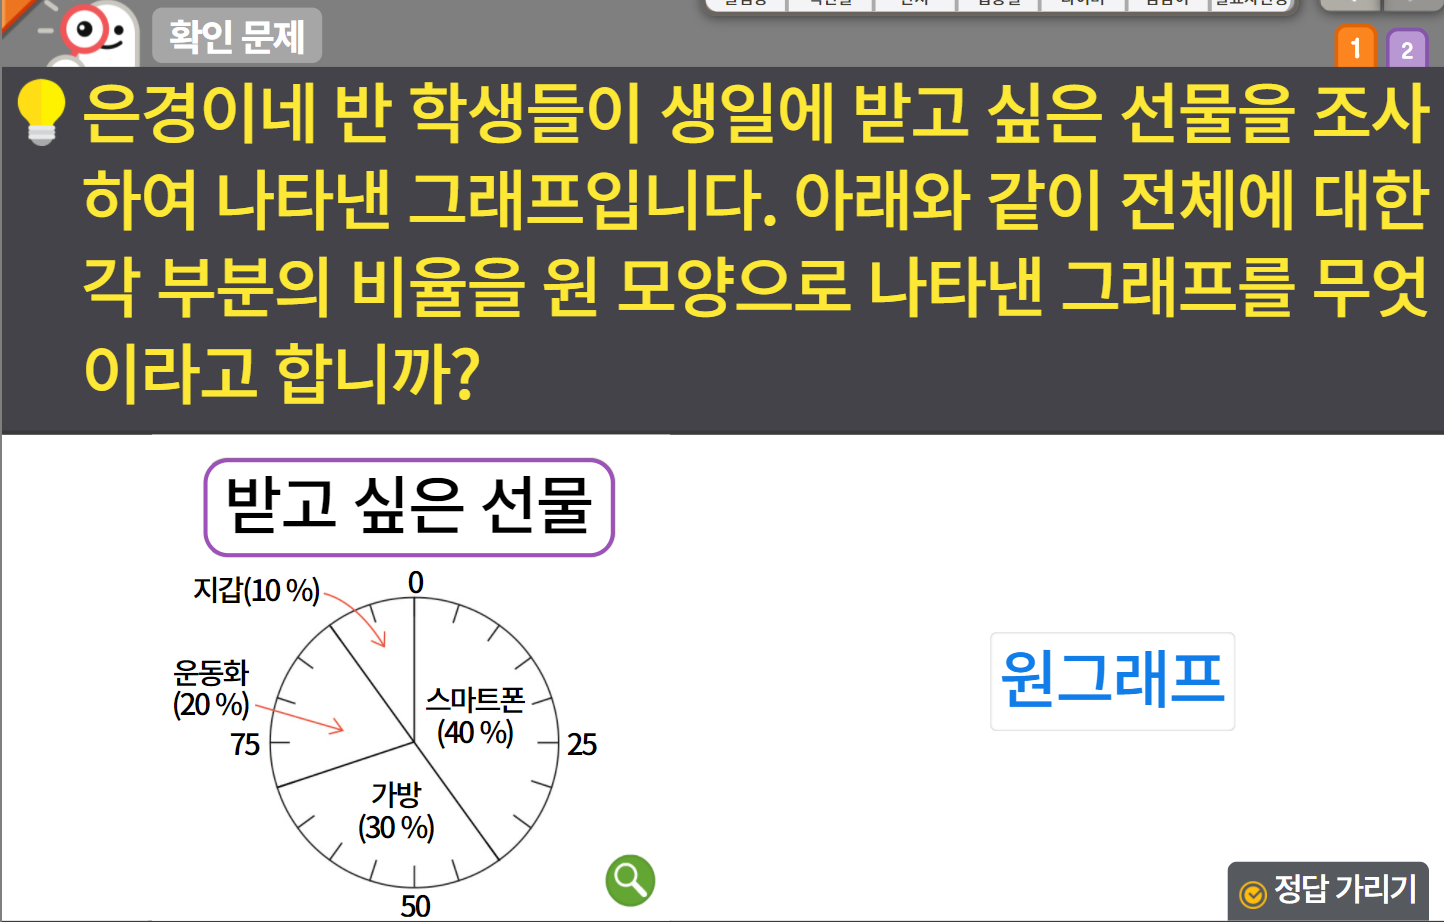 확인 문제
1
2
은경이네 반 학생들이 생일에 받고 싶은 선물을 조사
하여 나타낸 그래프입니다. 아래와 같이 전체에 대한
각 부분의 비율을 원 모양으로 나타낸 그래프를 무엇
이라고 합니까?
받고 싶은 선물
지갑(10 %)
0
운동화
(20 %)
스마트폰
(40 %)
75
25
가방
(30 %)
50
원그래프
정답 가리기